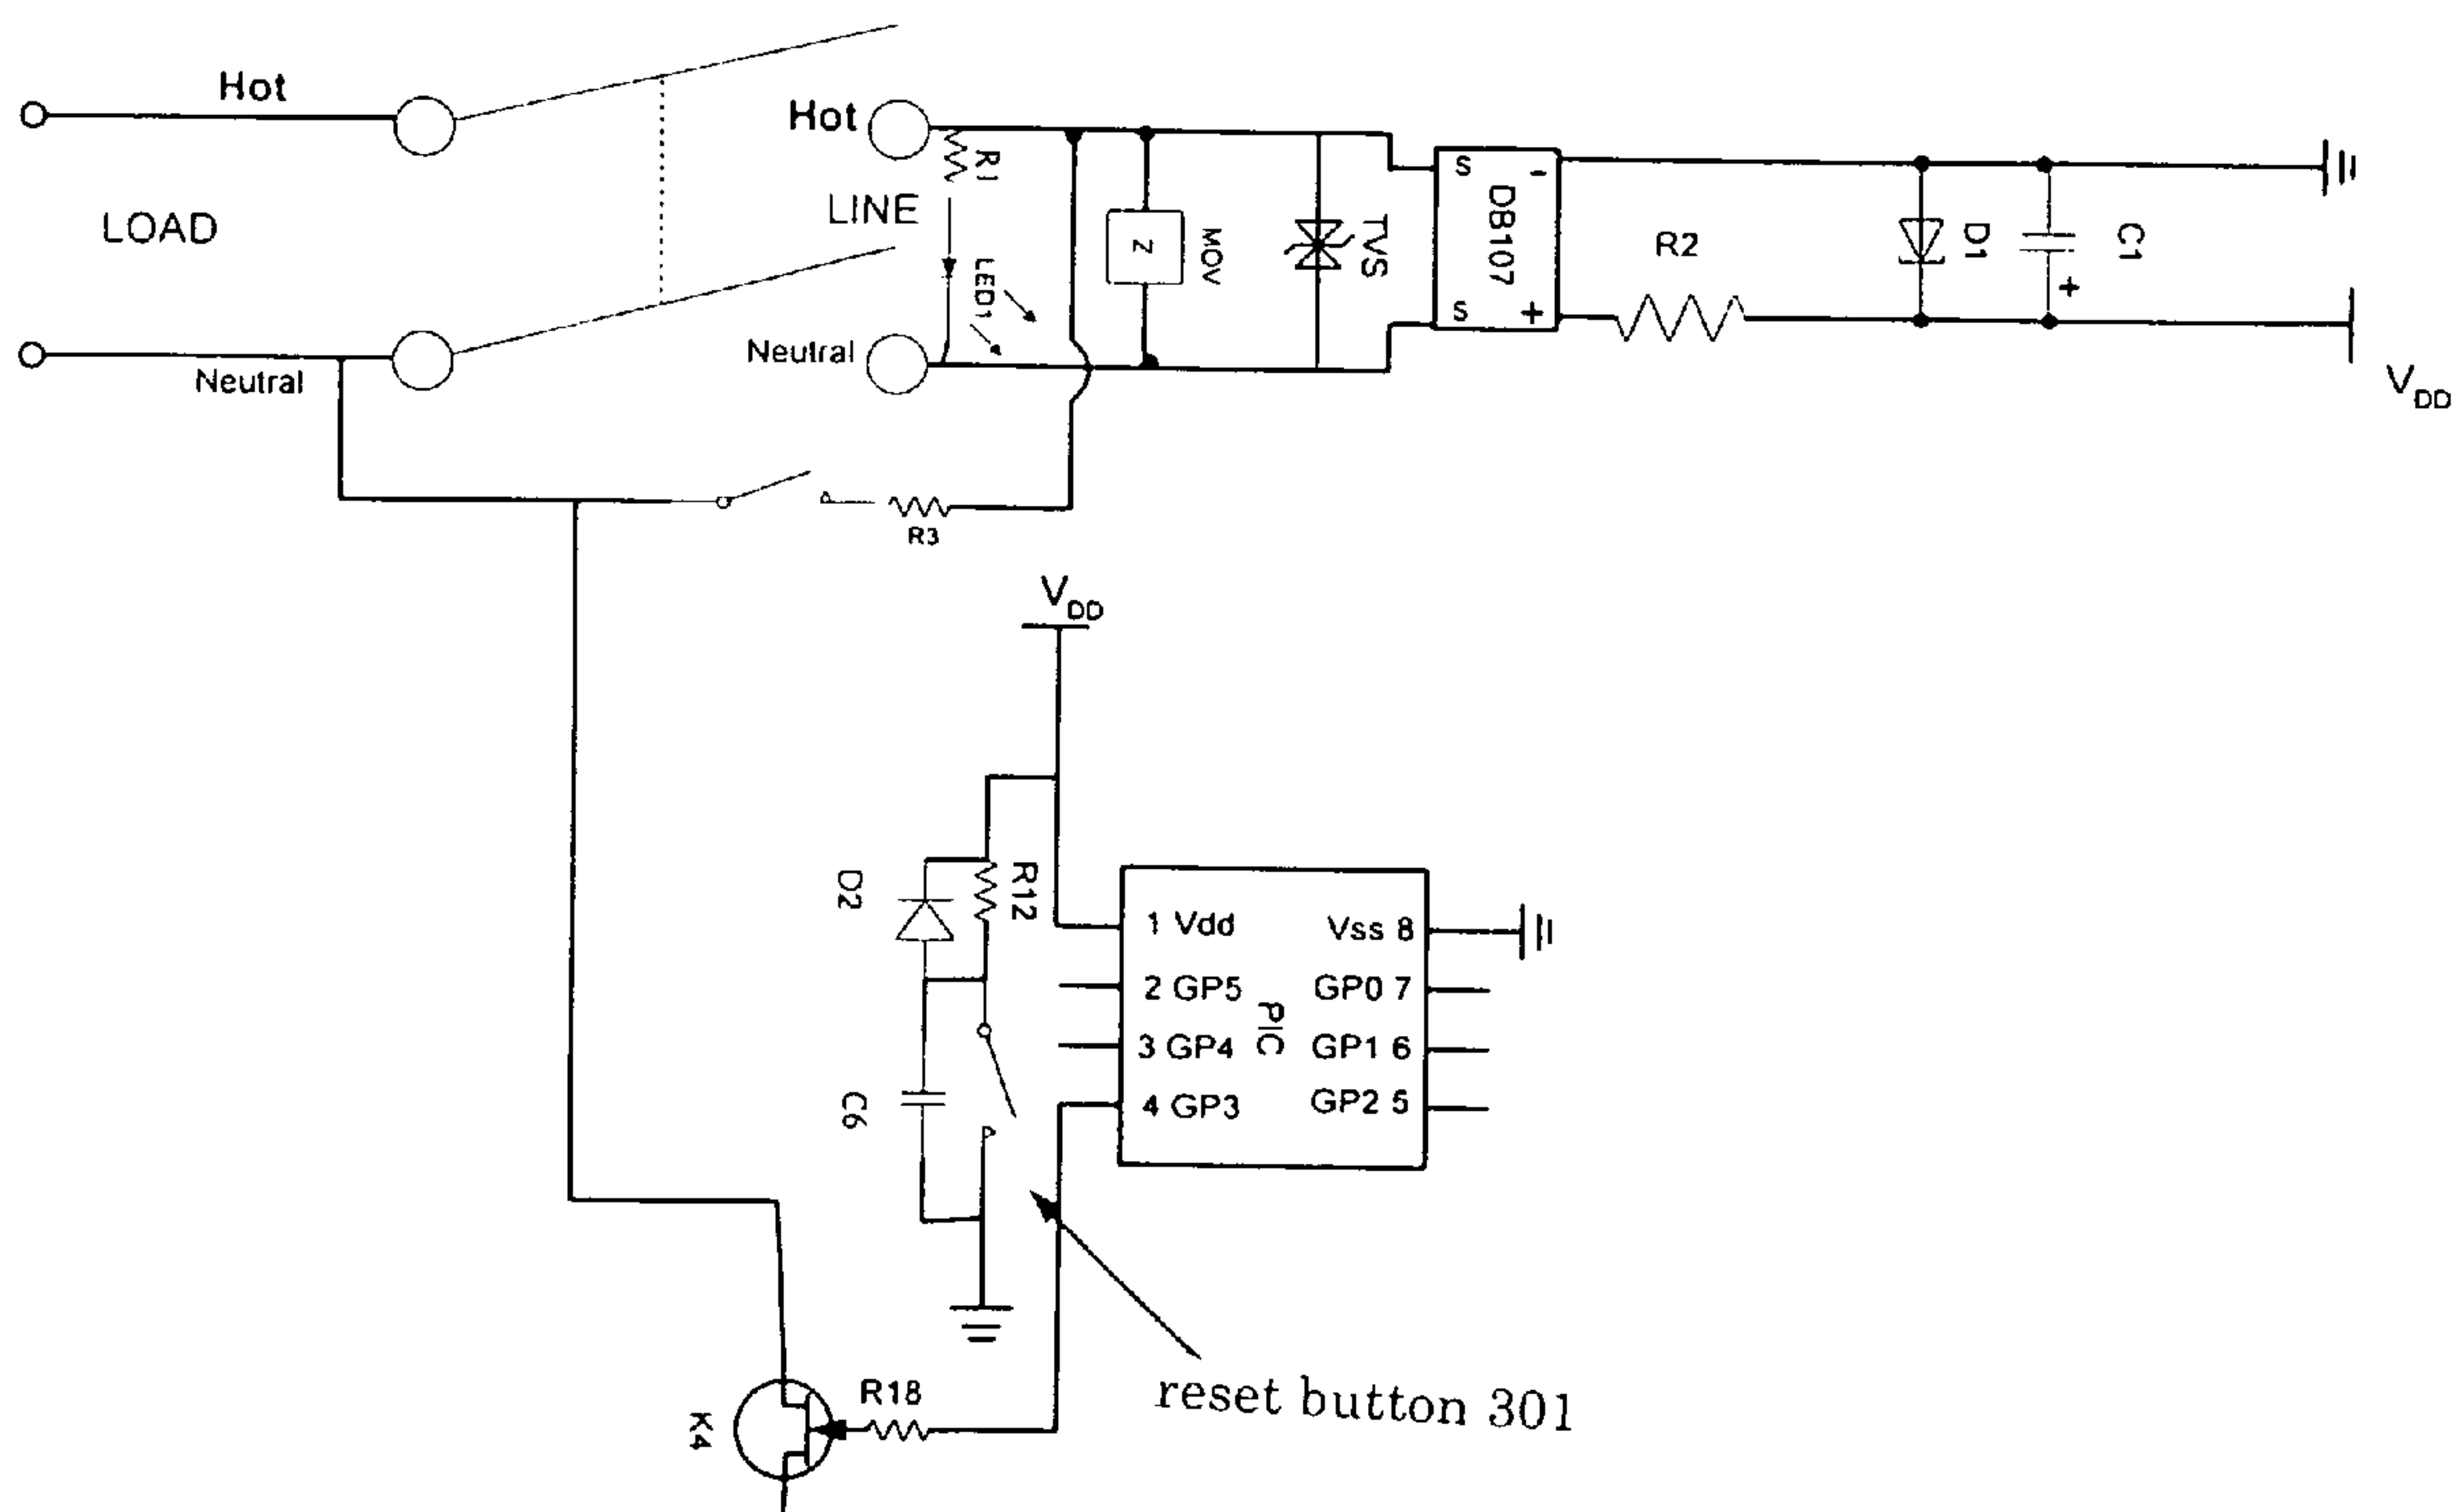 Hot
Hot
R1
LOAD
LINE
LED1
MOV
Z
TVS
S
-
DB107
S
+
R2
D1
C1
+
Neutral
Neutral
VDD
R3
VDD
D2
R12
1 Vdd
Vss 8
2 GP5
GP0 7
PIC
3 GP4
GP1 6
4 GP3
GP2 5
C6
R18
K4
reset button 301